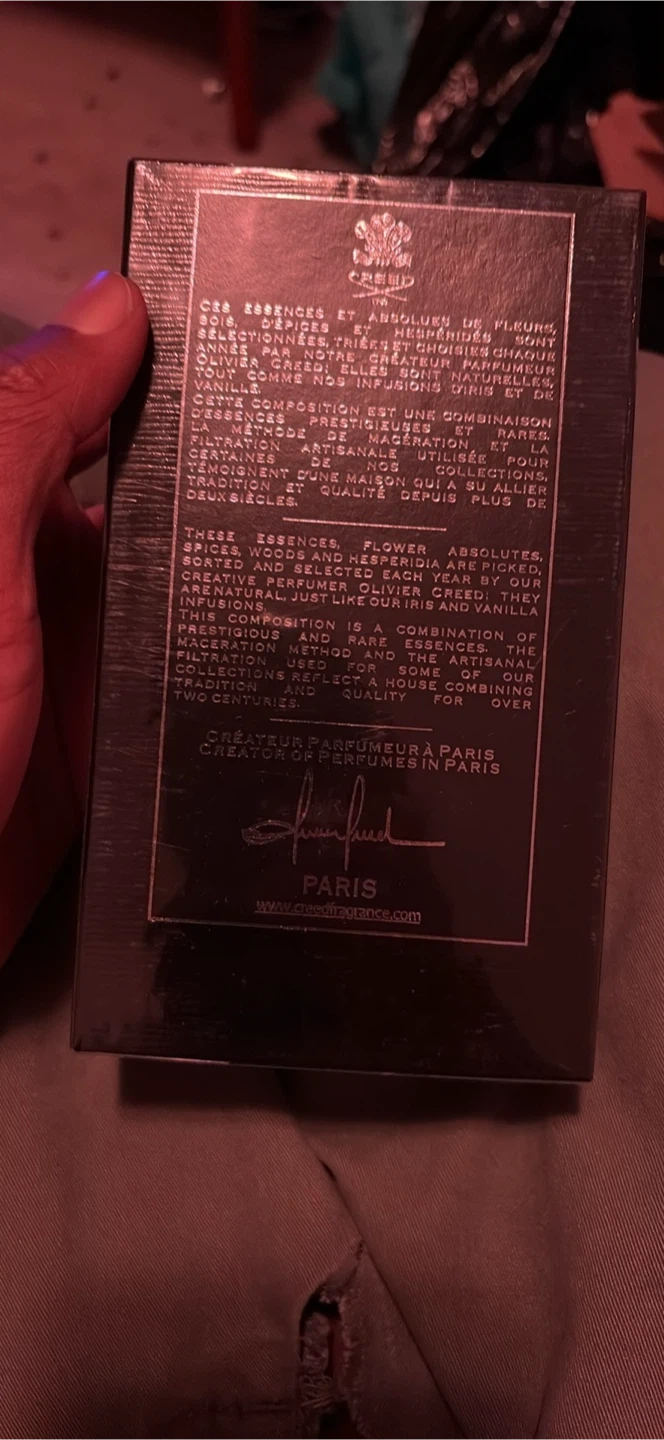 CREED
CES ESSENCES ET ABSOLUES DE FLEURS,
BOIS, D'ÉPICES ET HESPÉRIDÉS SONT
SÉLECTIONNÉES, TRIÉES ET CHOISIES CHAQUE
ANNÉE PAR NOTRE CRÉATEUR PARFUMEUR
OLIVIER CREED; ELLES SONT NATURELLES,
TOUT COMME NOS INFUSIONS D'IRIS ET DE
VANILLE.
CETTE COMPOSITION EST UNE COMBINAISON
D'ESSENCES PRESTIGIEUSES ET RARES.
LA MÉTHODE DE MACÉRATION ET LA
FILTRATION ARTISANALE UTILISÉE POUR
CERTAINES DE NOS COLLECTIONS,
TÉMOIGNENT D'UNE MAISON QUI A SU ALLIER
TRADITION ET QUALITÉ DEPUIS PLUS DE
DEUX SIÈCLES.
THESE ESSENCES, FLOWER ABSOLUTES,
SPICES, WOODS AND HESPERIDIA ARE PICKED,
SORTED AND SELECTED EACH YEAR BY OUR
CREATIVE PERFUMER OLIVIER CREED; THEY
ARE NATURAL, JUST LIKE OUR IRIS AND VANILLA
INFUSIONS.
THIS COMPOSITION IS A COMBINATION OF
PRESTIGIOUS AND RARE ESSENCES. THE
MACERATION METHOD AND THE ARTISANAL
FILTRATION USED FOR SOME OF OUR
COLLECTIONS REFLECT A HOUSE COMBINING
TRADITION AND QUALITY FOR OVER
TWO CENTURIES.
CRÉATEUR PARFUMEUR À PARIS
CREATOR OF PERFUMES IN PARIS
PARIS
www.creedfragrance.com